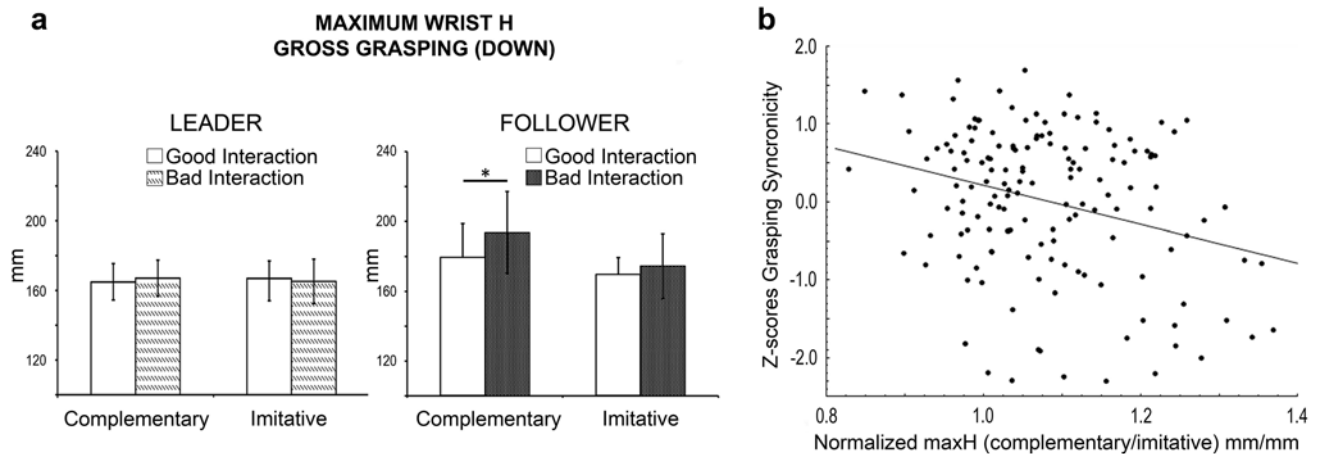 a
MAXIMUM WRIST H
GROSS GRASPING (DOWN)
LEADER
Good Interaction
Bad Interaction
240
200
160
120
mm
Complementary
Imitative
FOLLOWER
Good Interaction
Bad Interaction
*
240
200
160
120
mm
Complementary
Imitative
b
2.0
1.0
0.0
-1.0
-2.0
Z-scores Grasping Syncronicity
0.8
1.0
1.2
1.4
Normalized maxH (complementary/imitative) mm/mm